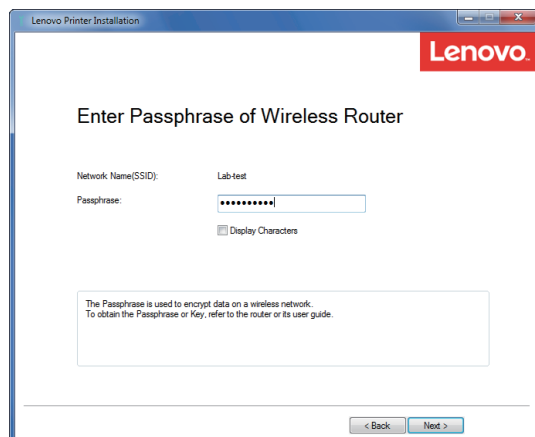 Lenovo Printer Installation
Lenovo
Enter Passphrase of Wireless Router
Network Name(SSID): Lab-test
Passphrase: ••••••••••
Display Characters
The Passphrase is used to encrypt data on a wireless network.
To obtain the Passphrase or Key, refer to the router or its user guide.
< Back Next >